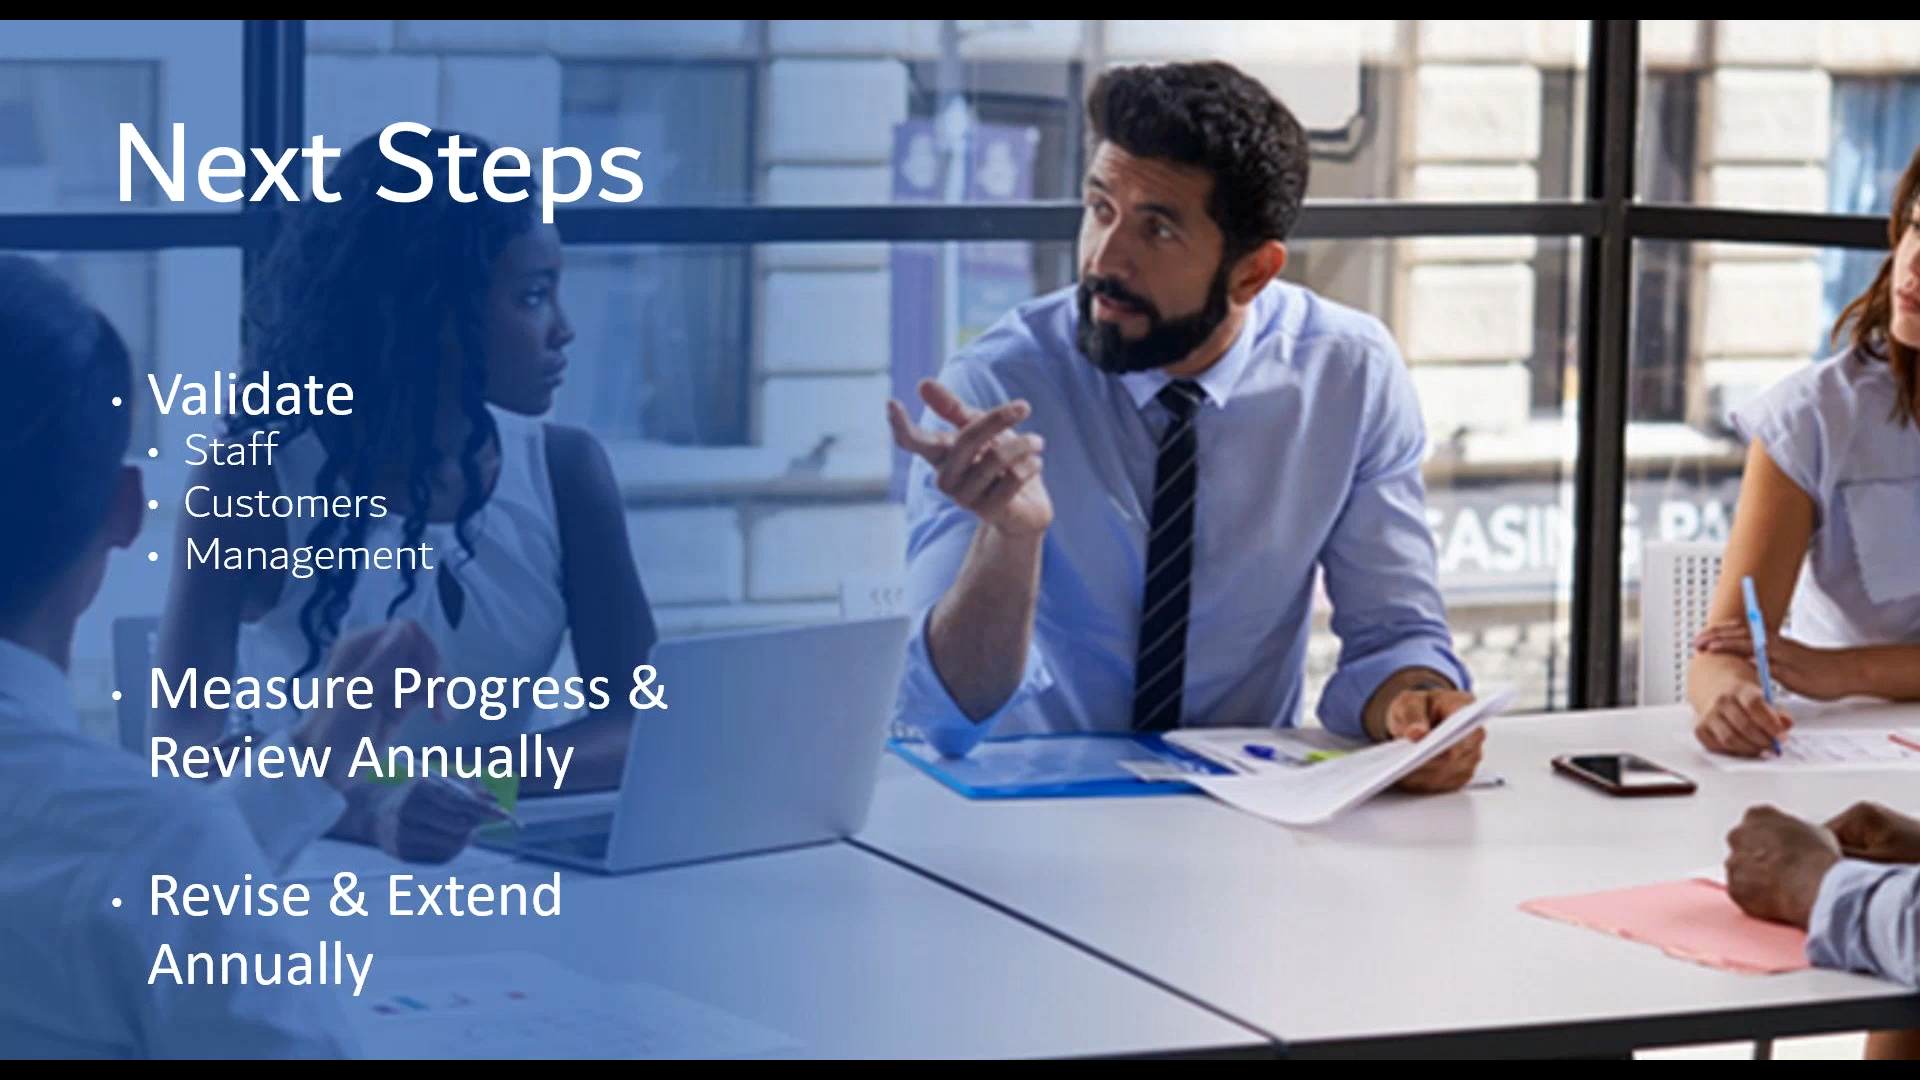 Next Steps
• Validate
• Staff
• Customers
• Management
• Measure Progress &
Review Annually
• Revise & Extend
Annually